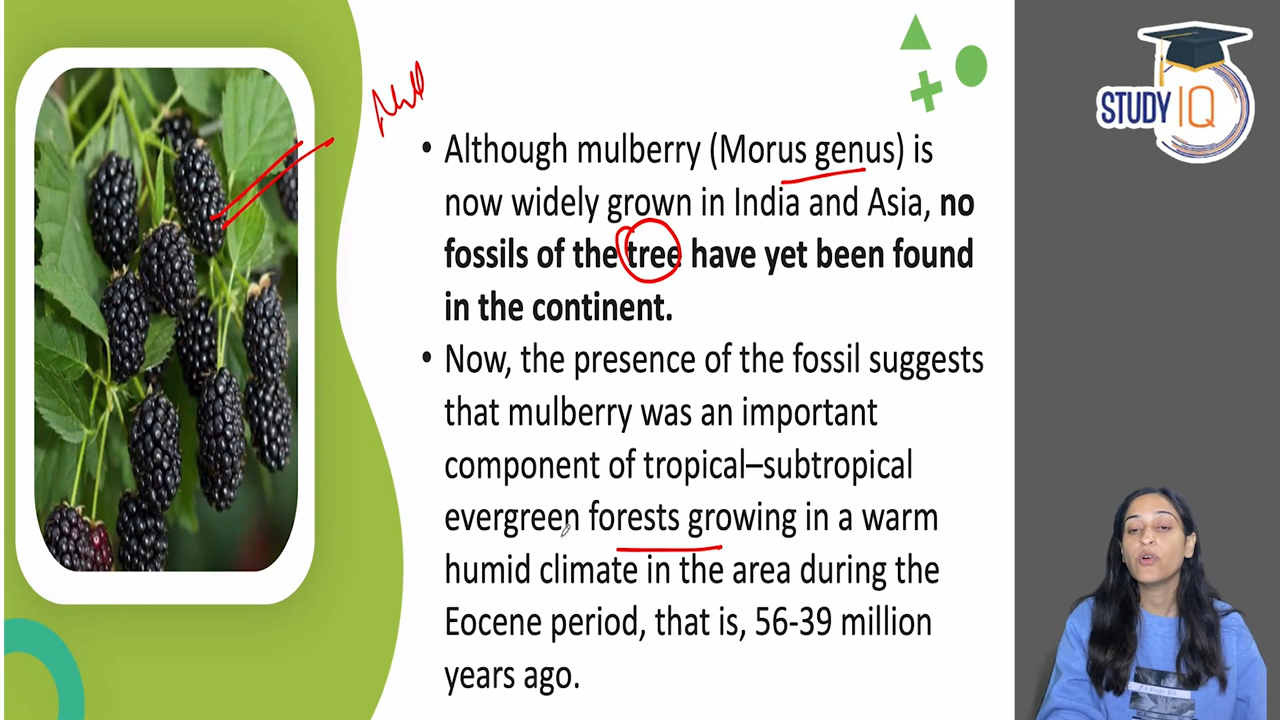 STUDY IQ
• Although mulberry (Morus genus) is
now widely grown in India and Asia, no
fossils of the tree have yet been found
in the continent.
• Now, the presence of the fossil suggests
that mulberry was an important
component of tropical–subtropical
evergreen forests growing in a warm
humid climate in the area during the
Eocene period, that is, 56-39 million
years ago.